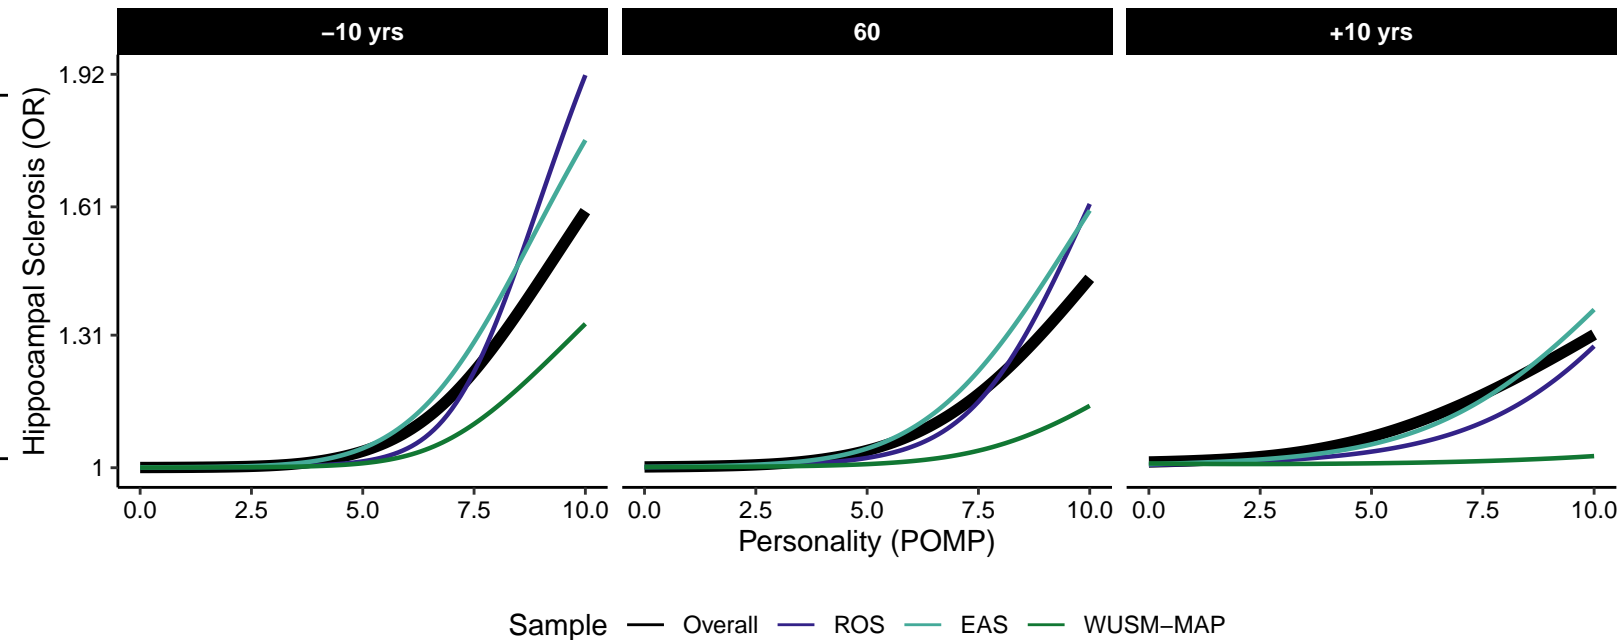 −10 yrs
60
+10 yrs
Hippocampal Sclerosis (OR)
1.92
1.61
1.31
1
0.0 2.5 5.0 7.5 10.0
0.0 2.5 5.0 7.5 10.0
0.0 2.5 5.0 7.5 10.0
Personality (POMP)
Sample Overall ROS EAS WUSM−MAP